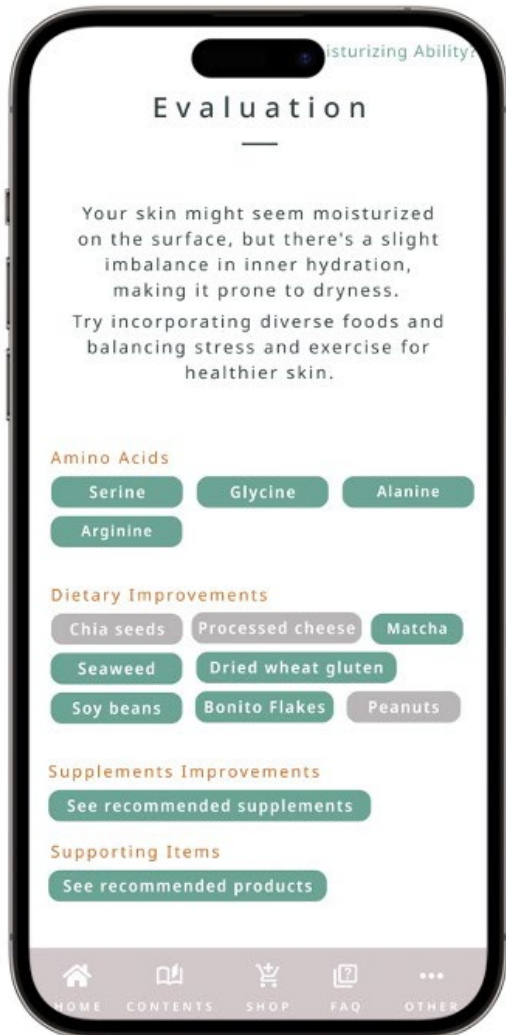 isturizing Ability?
Evaluation
Your skin might seem moisturized
on the surface, but there's a slight
imbalance in inner hydration,
making it prone to dryness.
Try incorporating diverse foods and
balancing stress and exercise for
healthier skin.
Amino Acids
Serine Glycine Alanine
Arginine
Dietary Improvements
Chia seeds Processed cheese Matcha
Seaweed Dried wheat gluten
Soy beans Bonito Flakes Peanuts
Supplements Improvements
See recommended supplements
Supporting Items
See recommended products
HOME CONTENTS SHOP FAQ OTHER